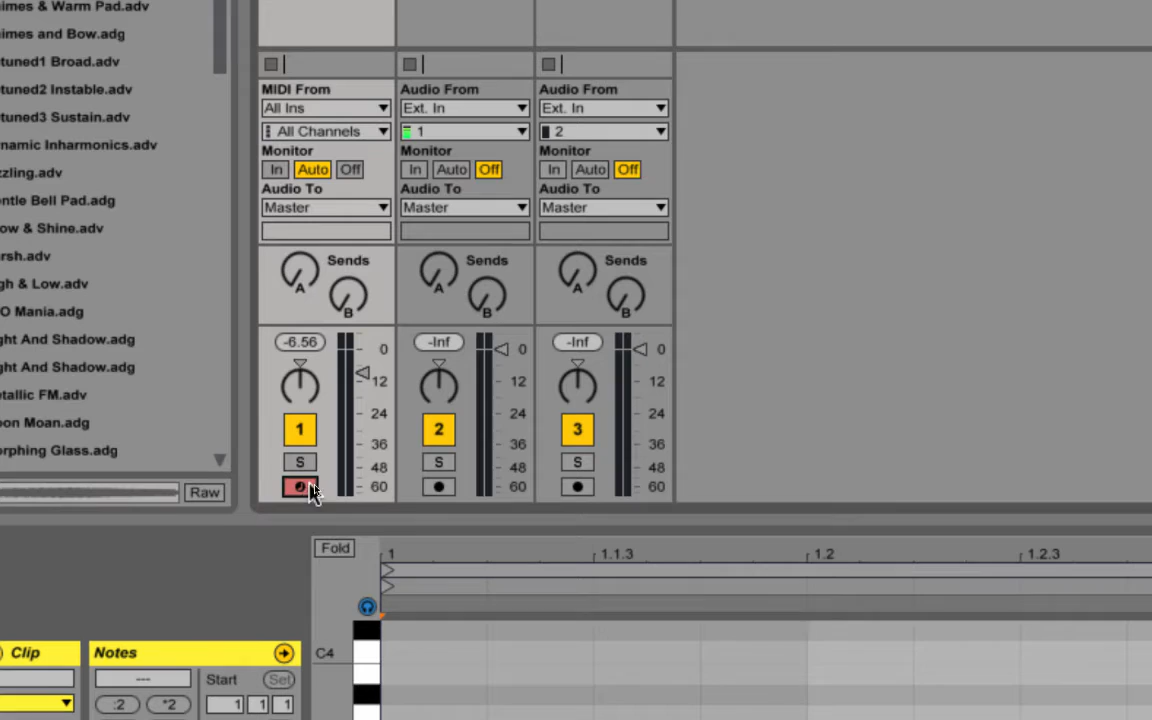 imes & Warm Pad.adg
imes and Bow.adg
tuned1 Broad.adv
tuned2 Instable.adv
tuned3 Sustain.adv
namic Inharmonics.adv
zzling.adv
entle Bell Pad.adg
ow & Shine.adv
arsh.adv
gh & Low.adv
O Mania.adg
ght And Shadow.adg
ght And Shadow.adg
etallic FM.adv
oon Moan.adg
orphing Glass.adg
Raw
MIDI From
All Ins
All Channels
Monitor
In Auto Off
Audio To
Master
Sends
A
B
-6.56
0
12
24
36
48
60
1
S
Audio From
Ext. In
1
Monitor
In Auto Off
Audio To
Master
Sends
A
B
-Inf
0
12
24
36
48
60
2
S
Audio From
Ext. In
2
Monitor
In Auto Off
Audio To
Master
Sends
A
B
-Inf
0
12
24
36
48
60
3
S
Fold
1 1.1.3 1.2 1.2.3
C4
Clip
Notes
---
Start Set
:2 *2 1 1 1